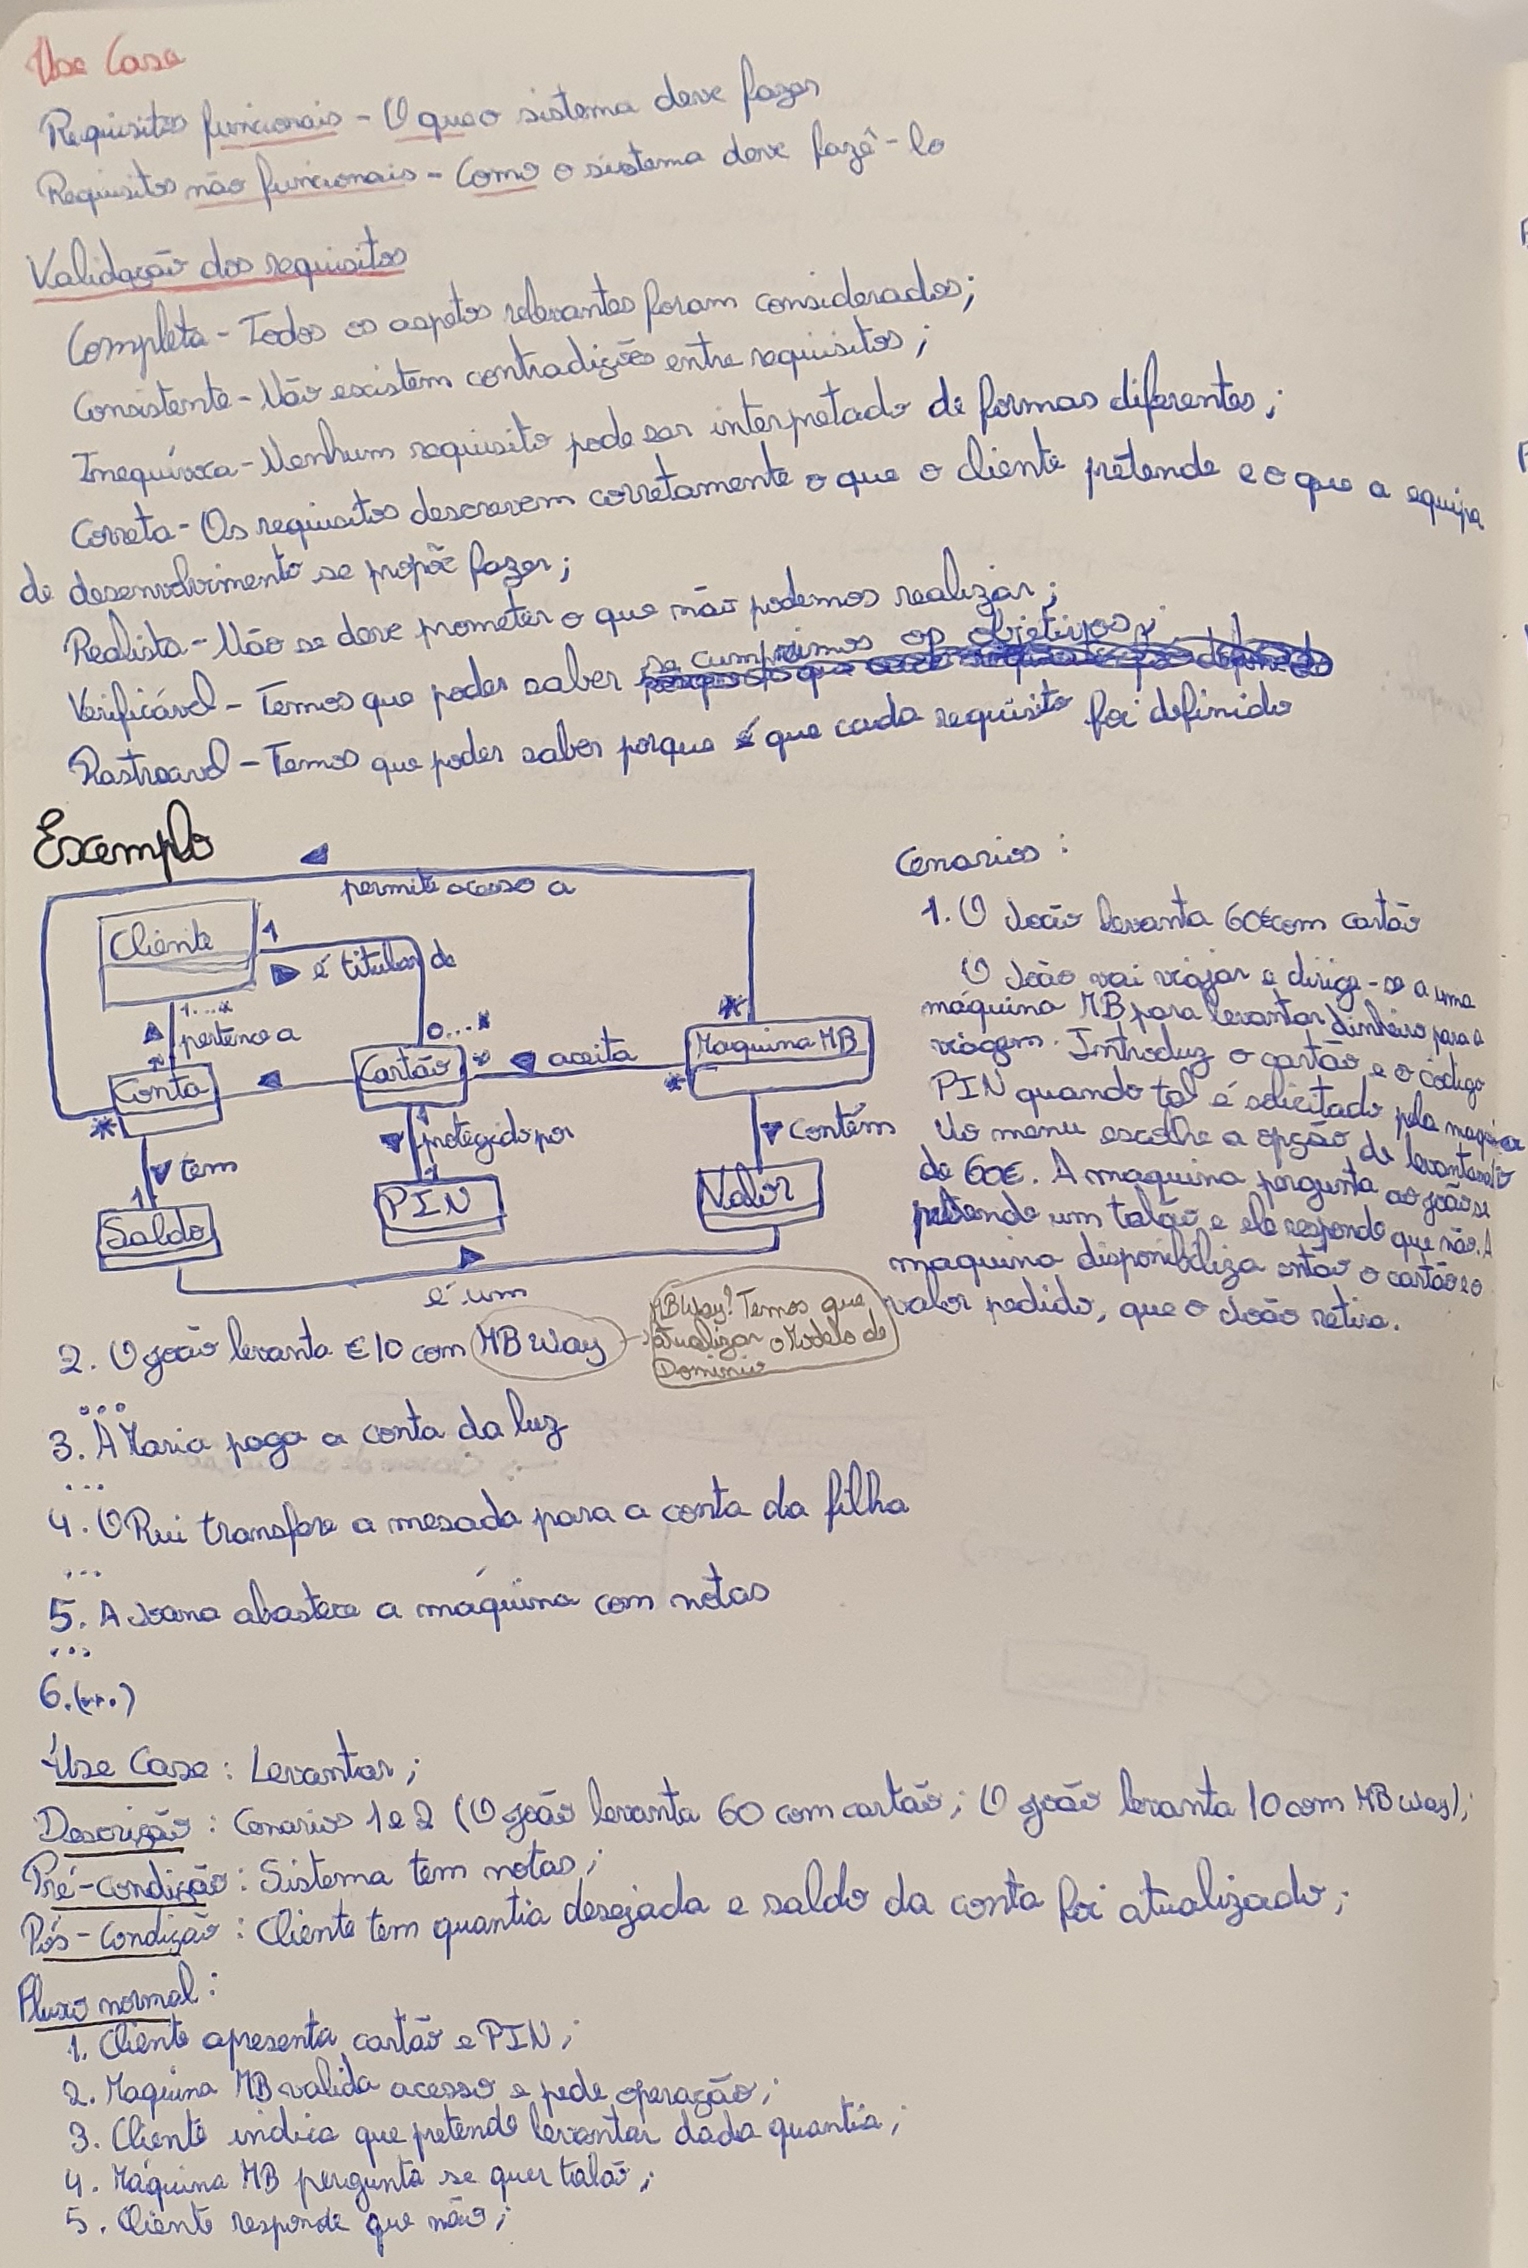 Use Case
Requisitos funcionais - O que o sistema deve fazer
Requisitos não funcionais - Como o sistema deve fazê-lo
Validação dos requisitos
Completa - Todos os aspetos relevantes foram considerados;
Consistente - Não existem contradições entre requisitos;
Inequívoca - Nenhum requisito pode ser interpretado de formas diferentes;
Correta - Os requisitos descrevem corretamente o que o cliente pretende e o que a equipa
de desenvolvimento se propõe fazer;
Realista - Não se deve prometer o que não podemos realizar;
Verificável - Temos que poder saber se cumprimos os objetivos;
Rastreavel - Temos que poder saber porque é que cada requisito foi definido
Exemplo
permite acesso a
Cliente
1
é titular de
1...*
pertence a
*
0...*
*
Conta
Cartão
*
aceita
*
Maquina MB
*
tem
1
protegido por
1
contém
1
Saldo
PIN
Valor
é um
Cenarios:
1. O João levanta 60€ com cartão
O João vai viajar e dirige-se a uma
máquina MB para levantar dinheiro para a
viagem. Introduz o cartão e o código
PIN quando tal é solicitado pela maquina
No menu escolhe a opção de levantamento
de 60€. A maquina pergunta ao João se
pretende um talão e ele responde que não. A
maquina disponibiliza então o cartão e o
valor pedido, que o João retira.
2. O João levanta €10 com MB Way
MBWay? Temos que
atualizar o Modelo de
Dominio
...
3. A Maria paga a conta da luz
...
4. O Rui transfere a mesada para a conta da filha
...
5. A Joana abastece a máquina com notas
...
6. (...)
Use Case: Levantar;
Descrição: Cenarios 1 e 2 (O João levanta 60 com cartão; O João levanta 10 com MB Way);
Pré-condição: Sistema tem notas;
Pós-Condição: Cliente tem quantia desejada e saldo da conta foi atualizado;
Fluxo normal:
1. Cliente apresenta cartão e PIN;
2. Maquina MB valida acesso e pede operação;
3. Cliente indica que pretende levantar dada quantia;
4. Máquina MB pergunta se quer talão;
5. Cliente responde que não;